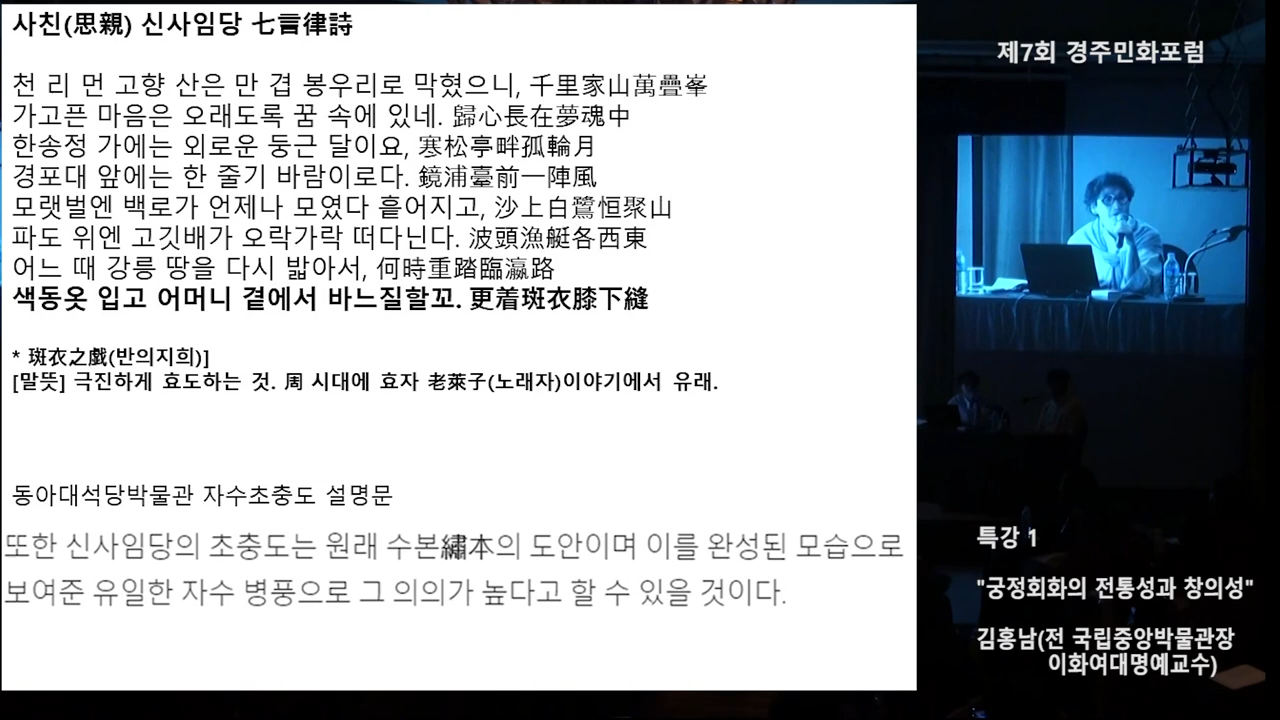 사친(思親) 신사임당 七言律詩
천 리 먼 고향 산은 만 겹 봉우리로 막혔으니, 千里家山萬疊峯
가고픈 마음은 오래도록 꿈 속에 있네. 歸心長在夢魂中
한송정 가에는 외로운 둥근 달이요, 寒松亭畔孤輪月
경포대 앞에는 한 줄기 바람이로다. 鏡浦臺前一陣風
모랫벌엔 백로가 언제나 모였다 흩어지고, 沙上白鷺恒聚山
파도 위엔 고깃배가 오락가락 떠다닌다. 波頭漁艇各西東
어느 때 강릉 땅을 다시 밟아서, 何時重踏臨瀛路
색동옷 입고 어머니 곁에서 바느질할꼬. 更着斑衣膝下縫
* 斑衣之戱(반의지희)]
[말뜻] 극진하게 효도하는 것. 周 시대에 효자 老萊子(노래자)이야기에서 유래.
동아대석당박물관 자수초충도 설명문
또한 신사임당의 초충도는 원래 수본繡本의 도안이며 이를 완성된 모습으로
보여준 유일한 자수 병풍으로 그 의의가 높다고 할 수 있을 것이다.
제7회 경주민화포럼
특강 1
"궁정회화의 전통성과 창의성"
김홍남(전 국립중앙박물관장
이화여대명예교수)